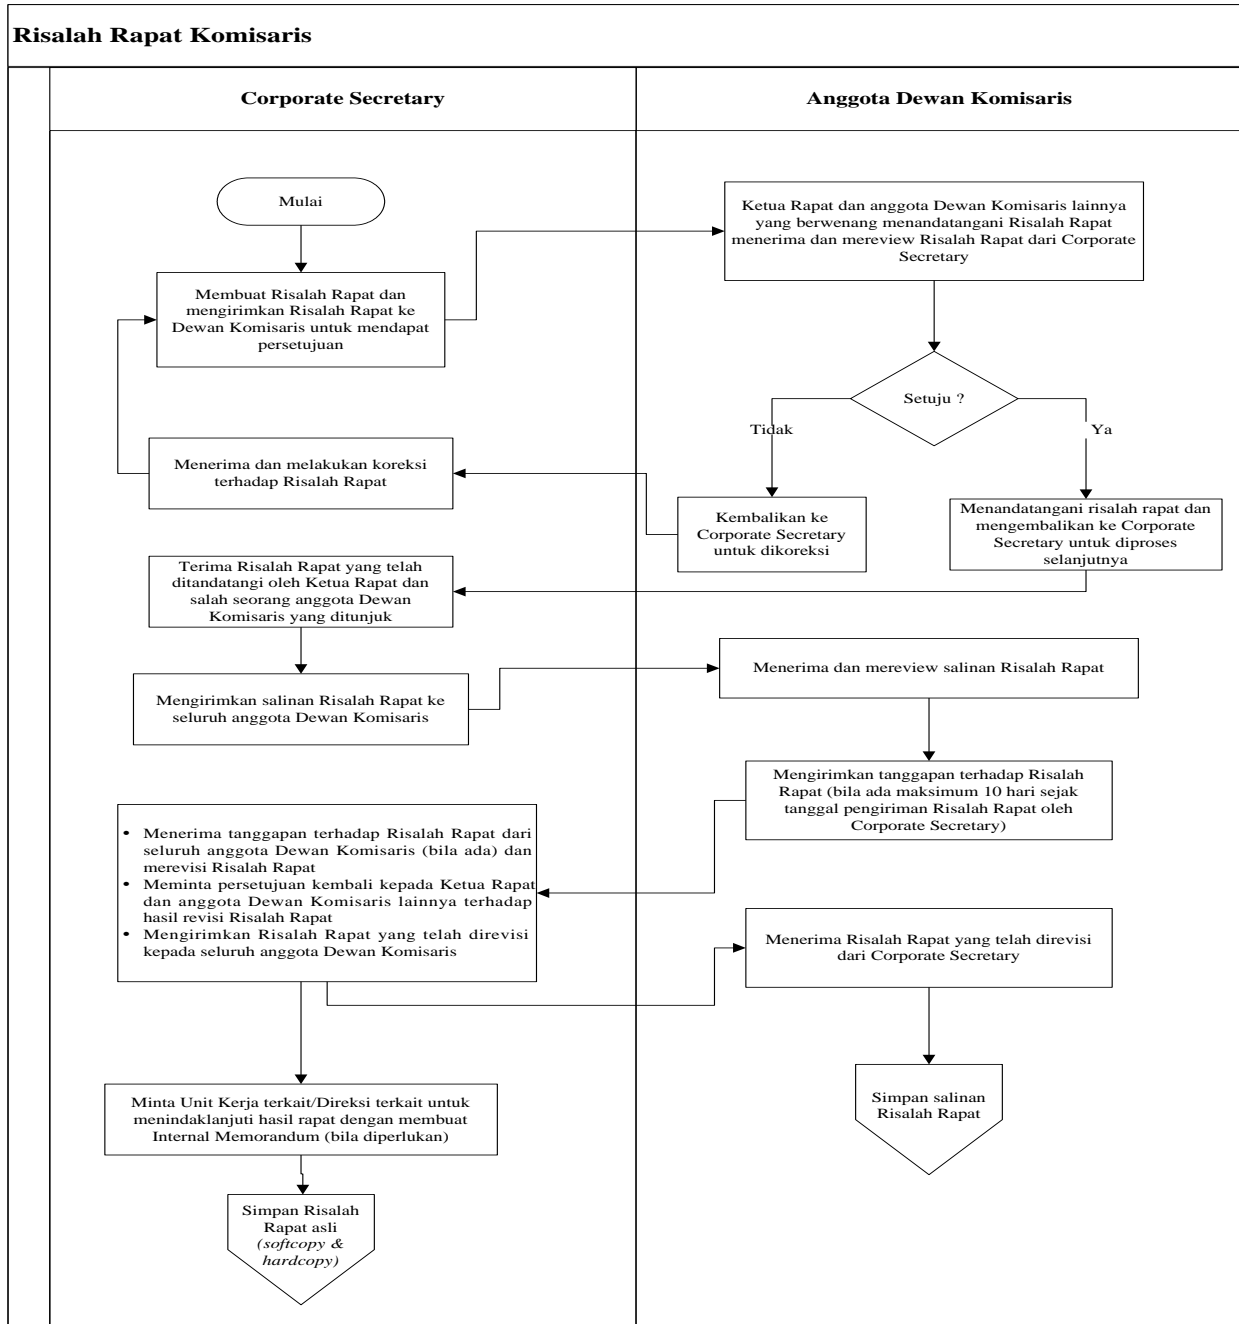 Risalah Rapat Komisaris
Corporate Secretary
Anggota Dewan Komisaris
Mulai
Ketua Rapat dan anggota Dewan Komisaris lainnya
yang berwenang menandatangani Risalah Rapat
menerima dan mereview Risalah Rapat dari Corporate
Secretary
Membuat Risalah Rapat dan
mengirimkan Risalah Rapat ke
Dewan Komisaris untuk mendapat
persetujuan
Setuju ?
Tidak
Ya
Menerima dan melakukan koreksi
terhadap Risalah Rapat
Kembalikan ke
Corporate Secretary
untuk dikoreksi
Menandatangani risalah rapat dan
mengembalikan ke Corporate
Secretary untuk diproses
selanjutnya
Terima Risalah Rapat yang telah
ditandatangi oleh Ketua Rapat dan
salah seorang anggota Dewan
Komisaris yang ditunjuk
Mengirimkan salinan Risalah Rapat ke
seluruh anggota Dewan Komisaris
Menerima dan mereview salinan Risalah Rapat
Mengirimkan tanggapan terhadap Risalah
Rapat (bila ada maksimum 10 hari sejak
tanggal pengiriman Risalah Rapat oleh
Corporate Secretary)
• Menerima tanggapan terhadap Risalah Rapat dari
seluruh anggota Dewan Komisaris (bila ada) dan
merevisi Risalah Rapat
• Meminta persetujuan kembali kepada Ketua Rapat
dan anggota Dewan Komisaris lainnya terhadap
hasil revisi Risalah Rapat
• Mengirimkan Risalah Rapat yang telah direvisi
kepada seluruh anggota Dewan Komisaris
Menerima Risalah Rapat yang telah direvisi
dari Corporate Secretary
Minta Unit Kerja terkait/Direksi terkait untuk
menindaklanjuti hasil rapat dengan membuat
Internal Memorandum (bila diperlukan)
Simpan salinan
Risalah Rapat
Simpan Risalah
Rapat asli
(softcopy &
hardcopy)